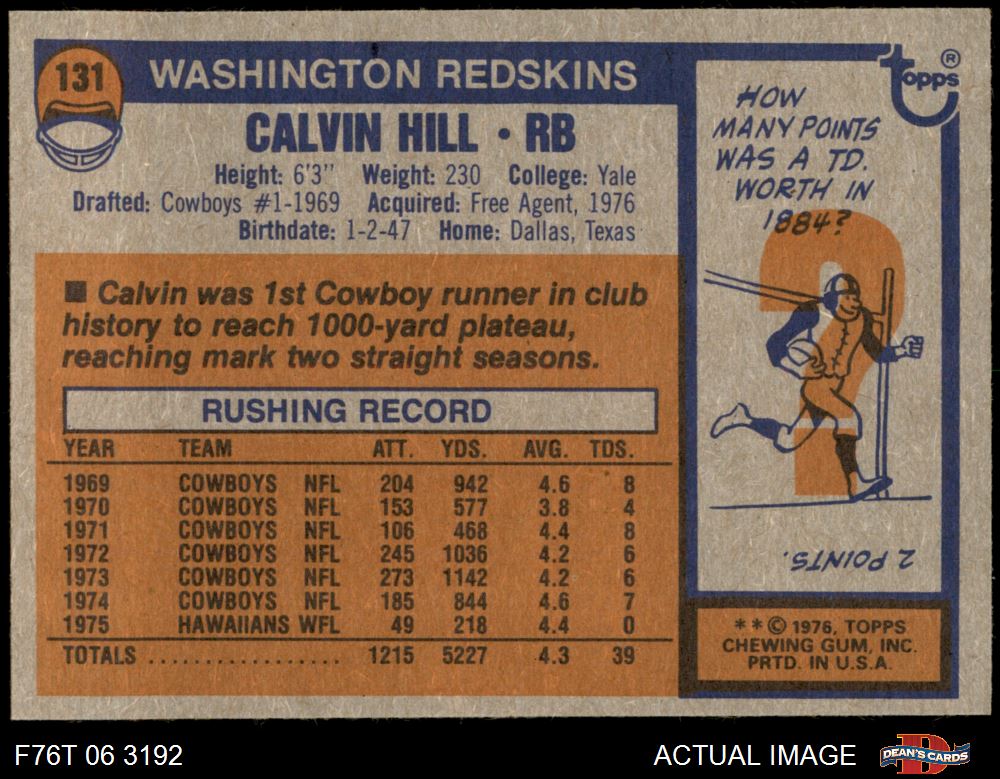 131
WASHINGTON REDSKINS
CALVIN HILL • RB
Height: 6'3" Weight: 230 College: Yale
Drafted: Cowboys #1-1969 Acquired: Free Agent, 1976
Birthdate: 1-2-47 Home: Dallas, Texas
■ Calvin was 1st Cowboy runner in club
history to reach 1000-yard plateau,
reaching mark two straight seasons.
RUSHING RECORD
YEAR TEAM ATT. YDS. AVG. TDS.
1969 COWBOYS NFL 204 942 4.6 8
1970 COWBOYS NFL 153 577 3.8 4
1971 COWBOYS NFL 106 468 4.4 8
1972 COWBOYS NFL 245 1036 4.2 6
1973 COWBOYS NFL 273 1142 4.2 6
1974 COWBOYS NFL 185 844 4.6 7
1975 HAWAIIANS WFL 49 218 4.4 0
TOTALS .................. 1215 5227 4.3 39
topps ®
HOW
MANY POINTS
WAS A TD.
WORTH IN
1884?
?
2 POINTS.
**© 1976, TOPPS
CHEWING GUM, INC.
PRTD. IN U.S.A.
F76T 06 3192
ACTUAL IMAGE
DEAN'S CARDS